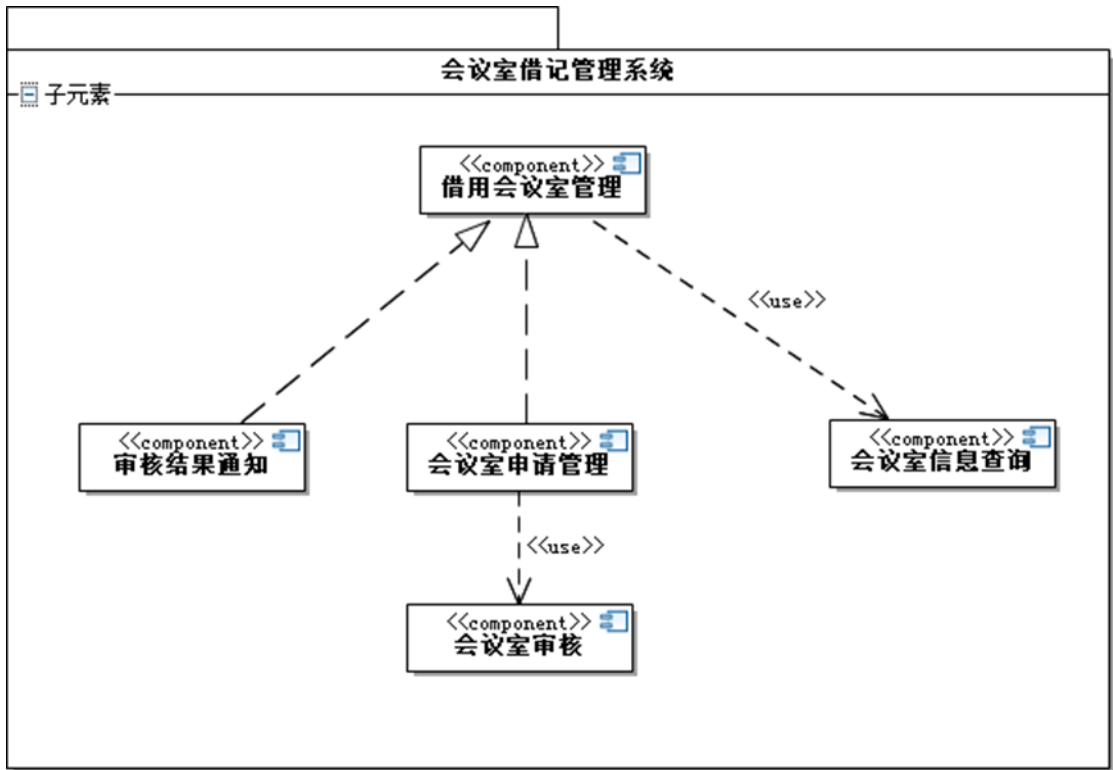 会议室借记管理系统
子元素
<<component>>
借用会议室管理
<<use>>
<<component>>
审核结果通知
<<component>>
会议室申请管理
<<component>>
会议室信息查询
<<use>>
<<component>>
会议室审核